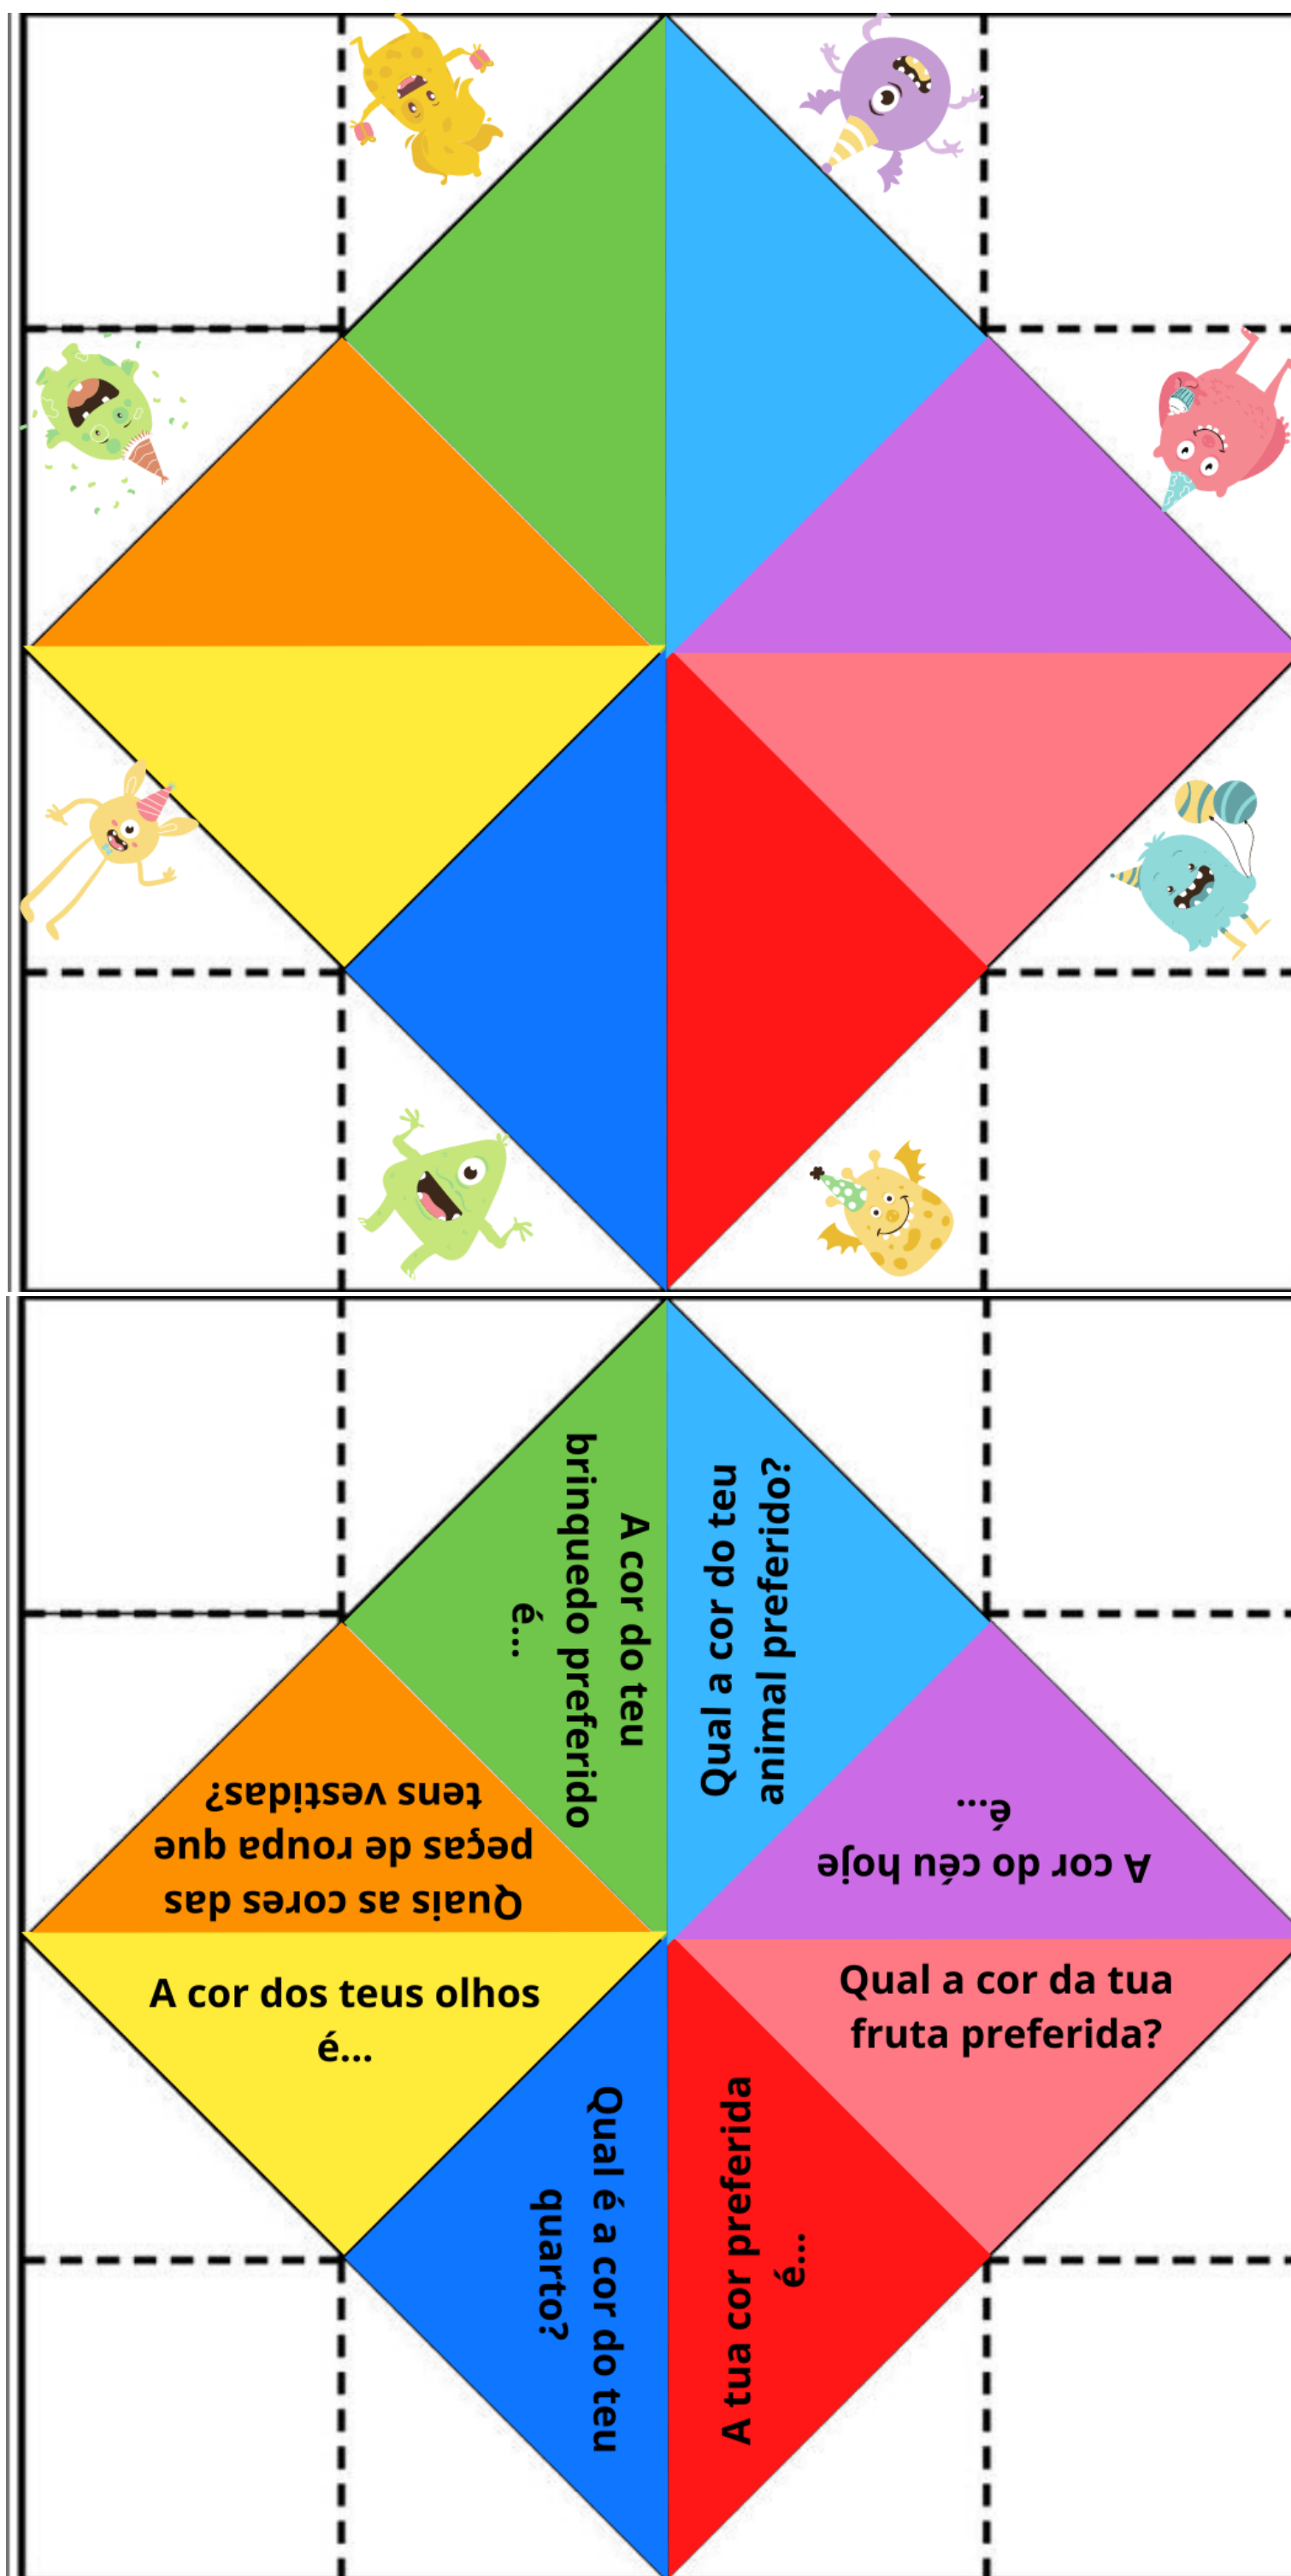 A cor do teu
brinquedo preferido
é...
Qual a cor do teu
animal preferido?
Quais as cores das
peças de roupa que
tens vestidas?
A cor do céu hoje
é...
A cor dos teus olhos
é...
Qual a cor da tua
fruta preferida?
Qual é a cor do teu
quarto?
A tua cor preferida
é...